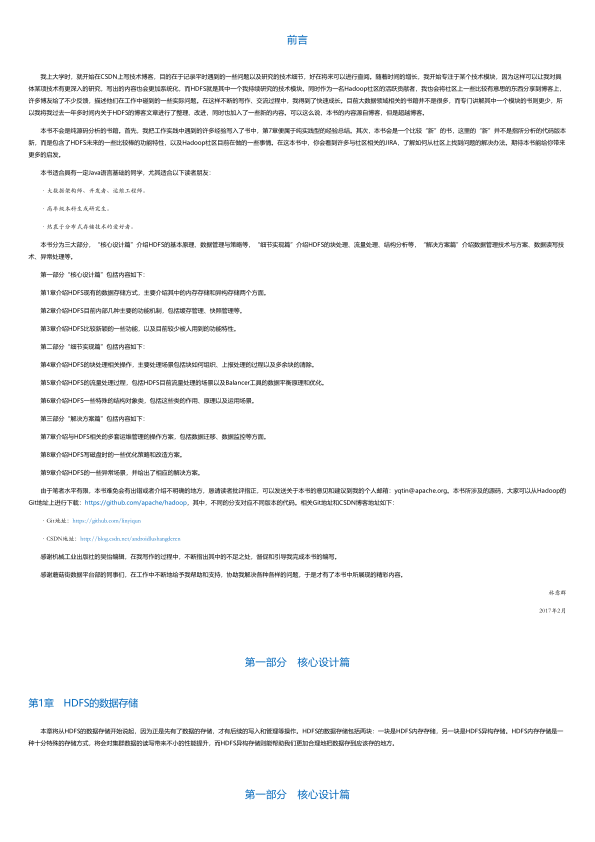 前言
我上大学时，就开始在CSDN上写技术博客，目的在于记录平时遇到的一些问题以及研究的技术细节，好在将来可以进行查阅。随着时间的增长，我开始专注于某个技术模块，因为这样可以让我对具
体某项技术有更深入的研究，写出的内容也会更加系统化，而HDFS就是其中一个我持续研究的技术模块。同时作为一名Hadoop社区的活跃贡献者，我也会将社区上一些比较有意思的东西分享到博客上，
许多博友给了不少反馈，描述他们在工作中碰到的一些实际问题。在这样不断的写作、交流过程中，我得到了快速成长。目前大数据领域相关的书籍并不是很多，而专门讲解其中一个模块的书则更少，所
以我将我过去一年多时间内关于HDFS的博客文章进行了整理、改进，同时也加入了一些新的内容。可以这么说，本书的内容源自博客，但是超越博客。
本书不会是纯源码分析的书籍。首先，我把工作实践中遇到的许多经验写入了书中，第7章便属于纯实践型的经验总结。其次，本书会是一个比较“新”的书，这里的“新”并不是指所分析的代码版本
新，而是包含了HDFS未来的一些比较棒的功能特性，以及Hadoop社区目前在做的一些事情。在这本书中，你会看到许多与社区相关的JIRA，了解如何从社区上找到问题的解决办法。期待本书能给你带来
更多的启发。
本书适合具有一定Java语言基础的同学，尤其适合以下读者朋友：
·大数据架构师、开发者、运维工程师。
·高年级本科生或研究生。
·热衷于分布式存储技术的爱好者。
本书分为三大部分，“核心设计篇”介绍HDFS的基本原理、数据管理与策略等，“细节实现篇”介绍HDFS的块处理、流量处理、结构分析等，“解决方案篇”介绍数据管理技术与方案、数据读写技
术、异常处理等。
第一部分“核心设计篇”包括内容如下：
第1章介绍HDFS现有的数据存储方式，主要介绍其中的内存存储和异构存储两个方面。
第2章介绍HDFS目前内部几种主要的功能机制，包括缓存管理、快照管理等。
第3章介绍HDFS比较新颖的一些功能，以及目前较少被人用到的功能特性。
第二部分“细节实现篇”包括内容如下：
第4章介绍HDFS的块处理相关操作，主要处理场景包括块如何组织、上报处理的过程以及多余块的清除。
第5章介绍HDFS的流量处理过程，包括HDFS目前流量处理的场景以及Balancer工具的数据平衡原理和优化。
第6章介绍HDFS一些特殊的结构对象类，包括这些类的作用、原理以及运用场景。
第三部分“解决方案篇”包括内容如下：
第7章介绍与HDFS相关的多套运维管理的操作方案，包括数据迁移、数据监控等方面。
第8章介绍HDFS写磁盘时的一些优化策略和改造方案。
第9章介绍HDFS的一些异常场景，并给出了相应的解决方案。
由于笔者水平有限，本书难免会有出错或者介绍不明确的地方，恳请读者批评指正，可以发送关于本书的意见和建议到我的个人邮箱：yqtin@apache.org。本书所涉及的源码，大家可以从Hadoop的
Git地址上进行下载：https://github.com/apache/hadoop，其中，不同的分支对应不同版本的代码。相关Git地址和CSDN博客地址如下：
·Git地址：https://github.com/linyiqun
·CSDN地址：http://blog.csdn.net/androidlushangderen
感谢机械工业出版社的吴怡编辑，在我写作的过程中，不断指出其中的不足之处，督促和引导我完成本书的编写。
感谢蘑菇街数据平台部的同事们，在工作中不断地给予我帮助和支持，协助我解决各种各样的问题，于是才有了本书中所展现的精彩内容。
林意群
2017年2月
第一部分 核心设计篇
第1章 HDFS的数据存储
本章将从HDFS的数据存储开始说起，因为正是先有了数据的存储，才有后续的写入和管理等操作。HDFS的数据存储包括两块：一块是HDFS内存存储，另一块是HDFS异构存储。HDFS内存存储是一
种十分特殊的存储方式，将会对集群数据的读写带来不小的性能提升，而HDFS异构存储则能帮助我们更加合理地把数据存到应该存的地方。
第一部分 核心设计篇